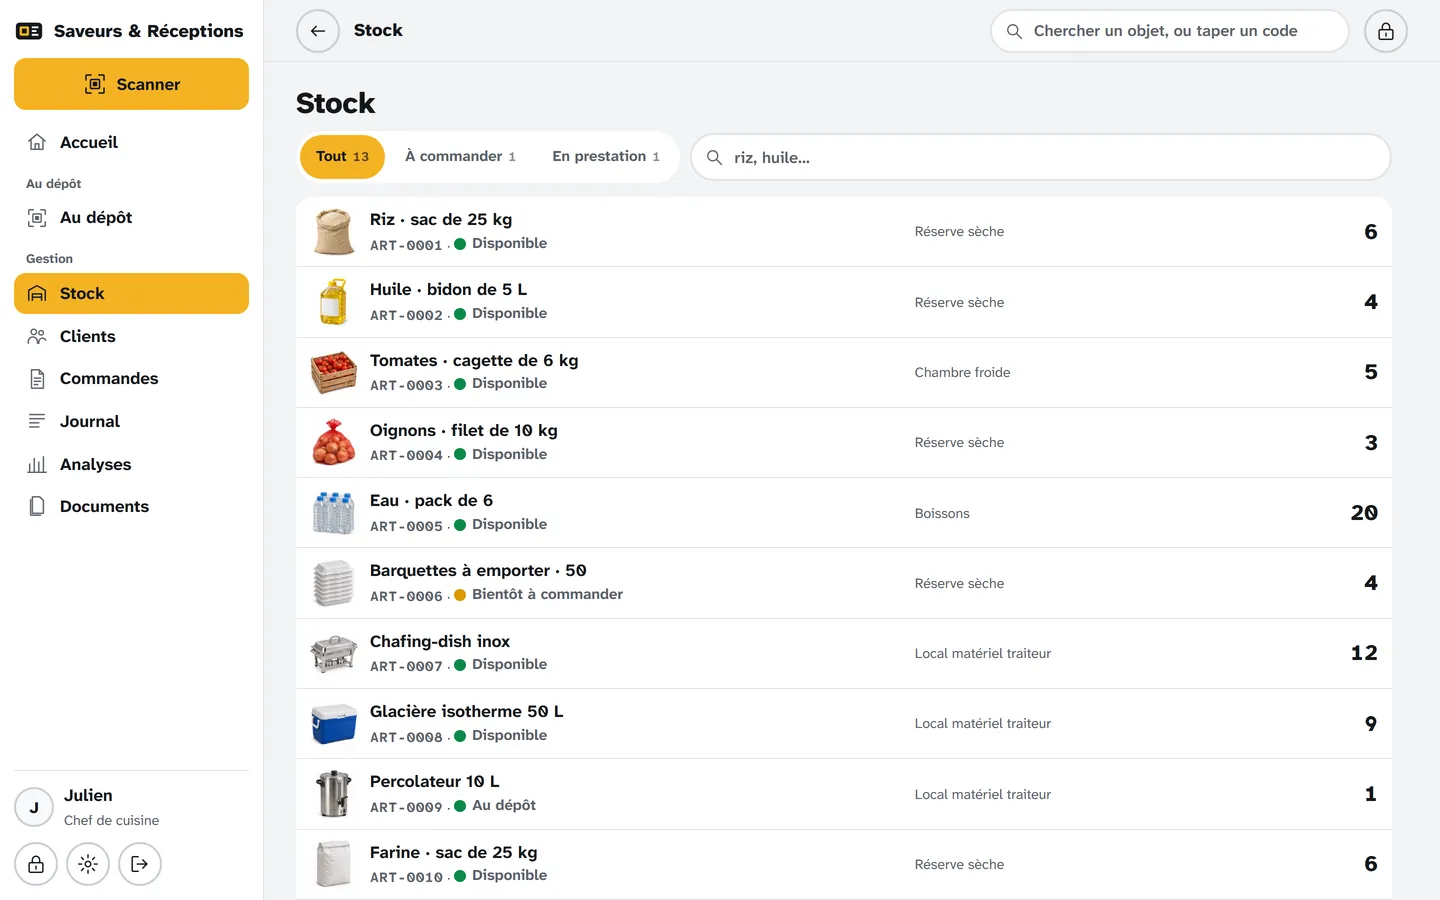 Saveurs & Réceptions
Scanner
Accueil
Au dépôt
Au dépôt
Gestion
Stock
Clients
Commandes
Journal
Analyses
Documents
J
Julien
Chef de cuisine
Stock
Chercher un objet, ou taper un code
Stock
Tout 13
À commander 1
En prestation 1
riz, huile...
Riz · sac de 25 kg
ART-0001 · Disponible
Réserve sèche
6
Huile · bidon de 5 L
ART-0002 · Disponible
Réserve sèche
4
Tomates · cagette de 6 kg
ART-0003 · Disponible
Chambre froide
5
Oignons · filet de 10 kg
ART-0004 · Disponible
Réserve sèche
3
Eau · pack de 6
ART-0005 · Disponible
Boissons
20
Barquettes à emporter · 50
ART-0006 · Bientôt à commander
Réserve sèche
4
Chafing-dish inox
ART-0007 · Disponible
Local matériel traiteur
12
Glacière isotherme 50 L
ART-0008 · Disponible
Local matériel traiteur
9
Percolateur 10 L
ART-0009 · Au dépôt
Local matériel traiteur
1
Farine · sac de 25 kg
ART-0010 · Disponible
Réserve sèche
6